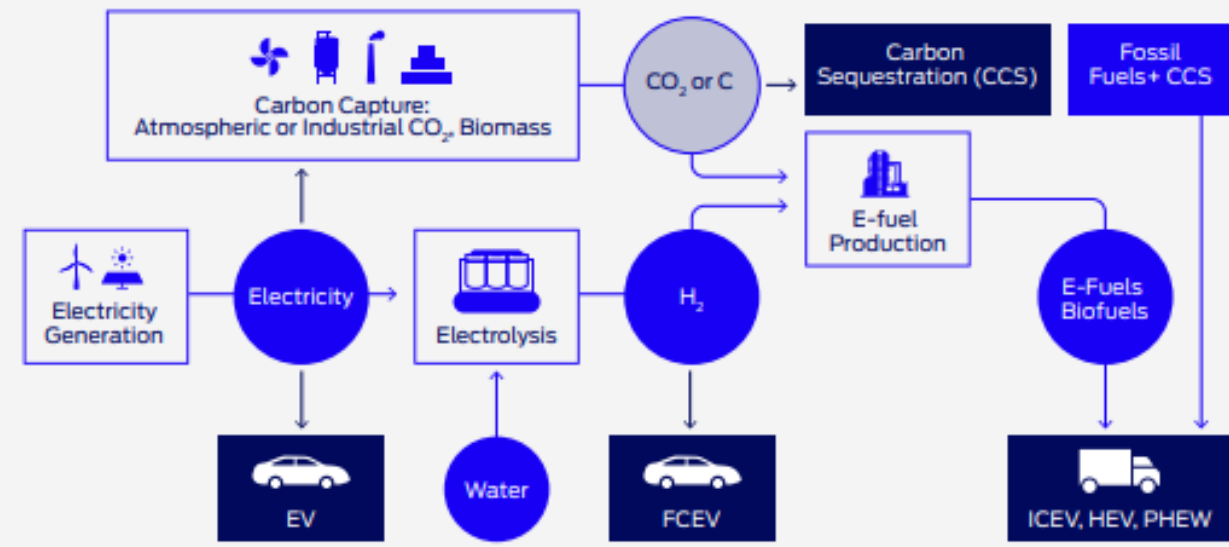 Carbon Capture:
Atmospheric or Industrial CO₂, Biomass
CO₂ or C
Carbon
Sequestration (CCS)
Fossil
Fuels+ CCS
E-fuel
Production
Electricity
Generation
Electricity
Electrolysis
H₂
E-Fuels
Biofuels
EV
Water
FCEV
ICEV, HEV, PHEW